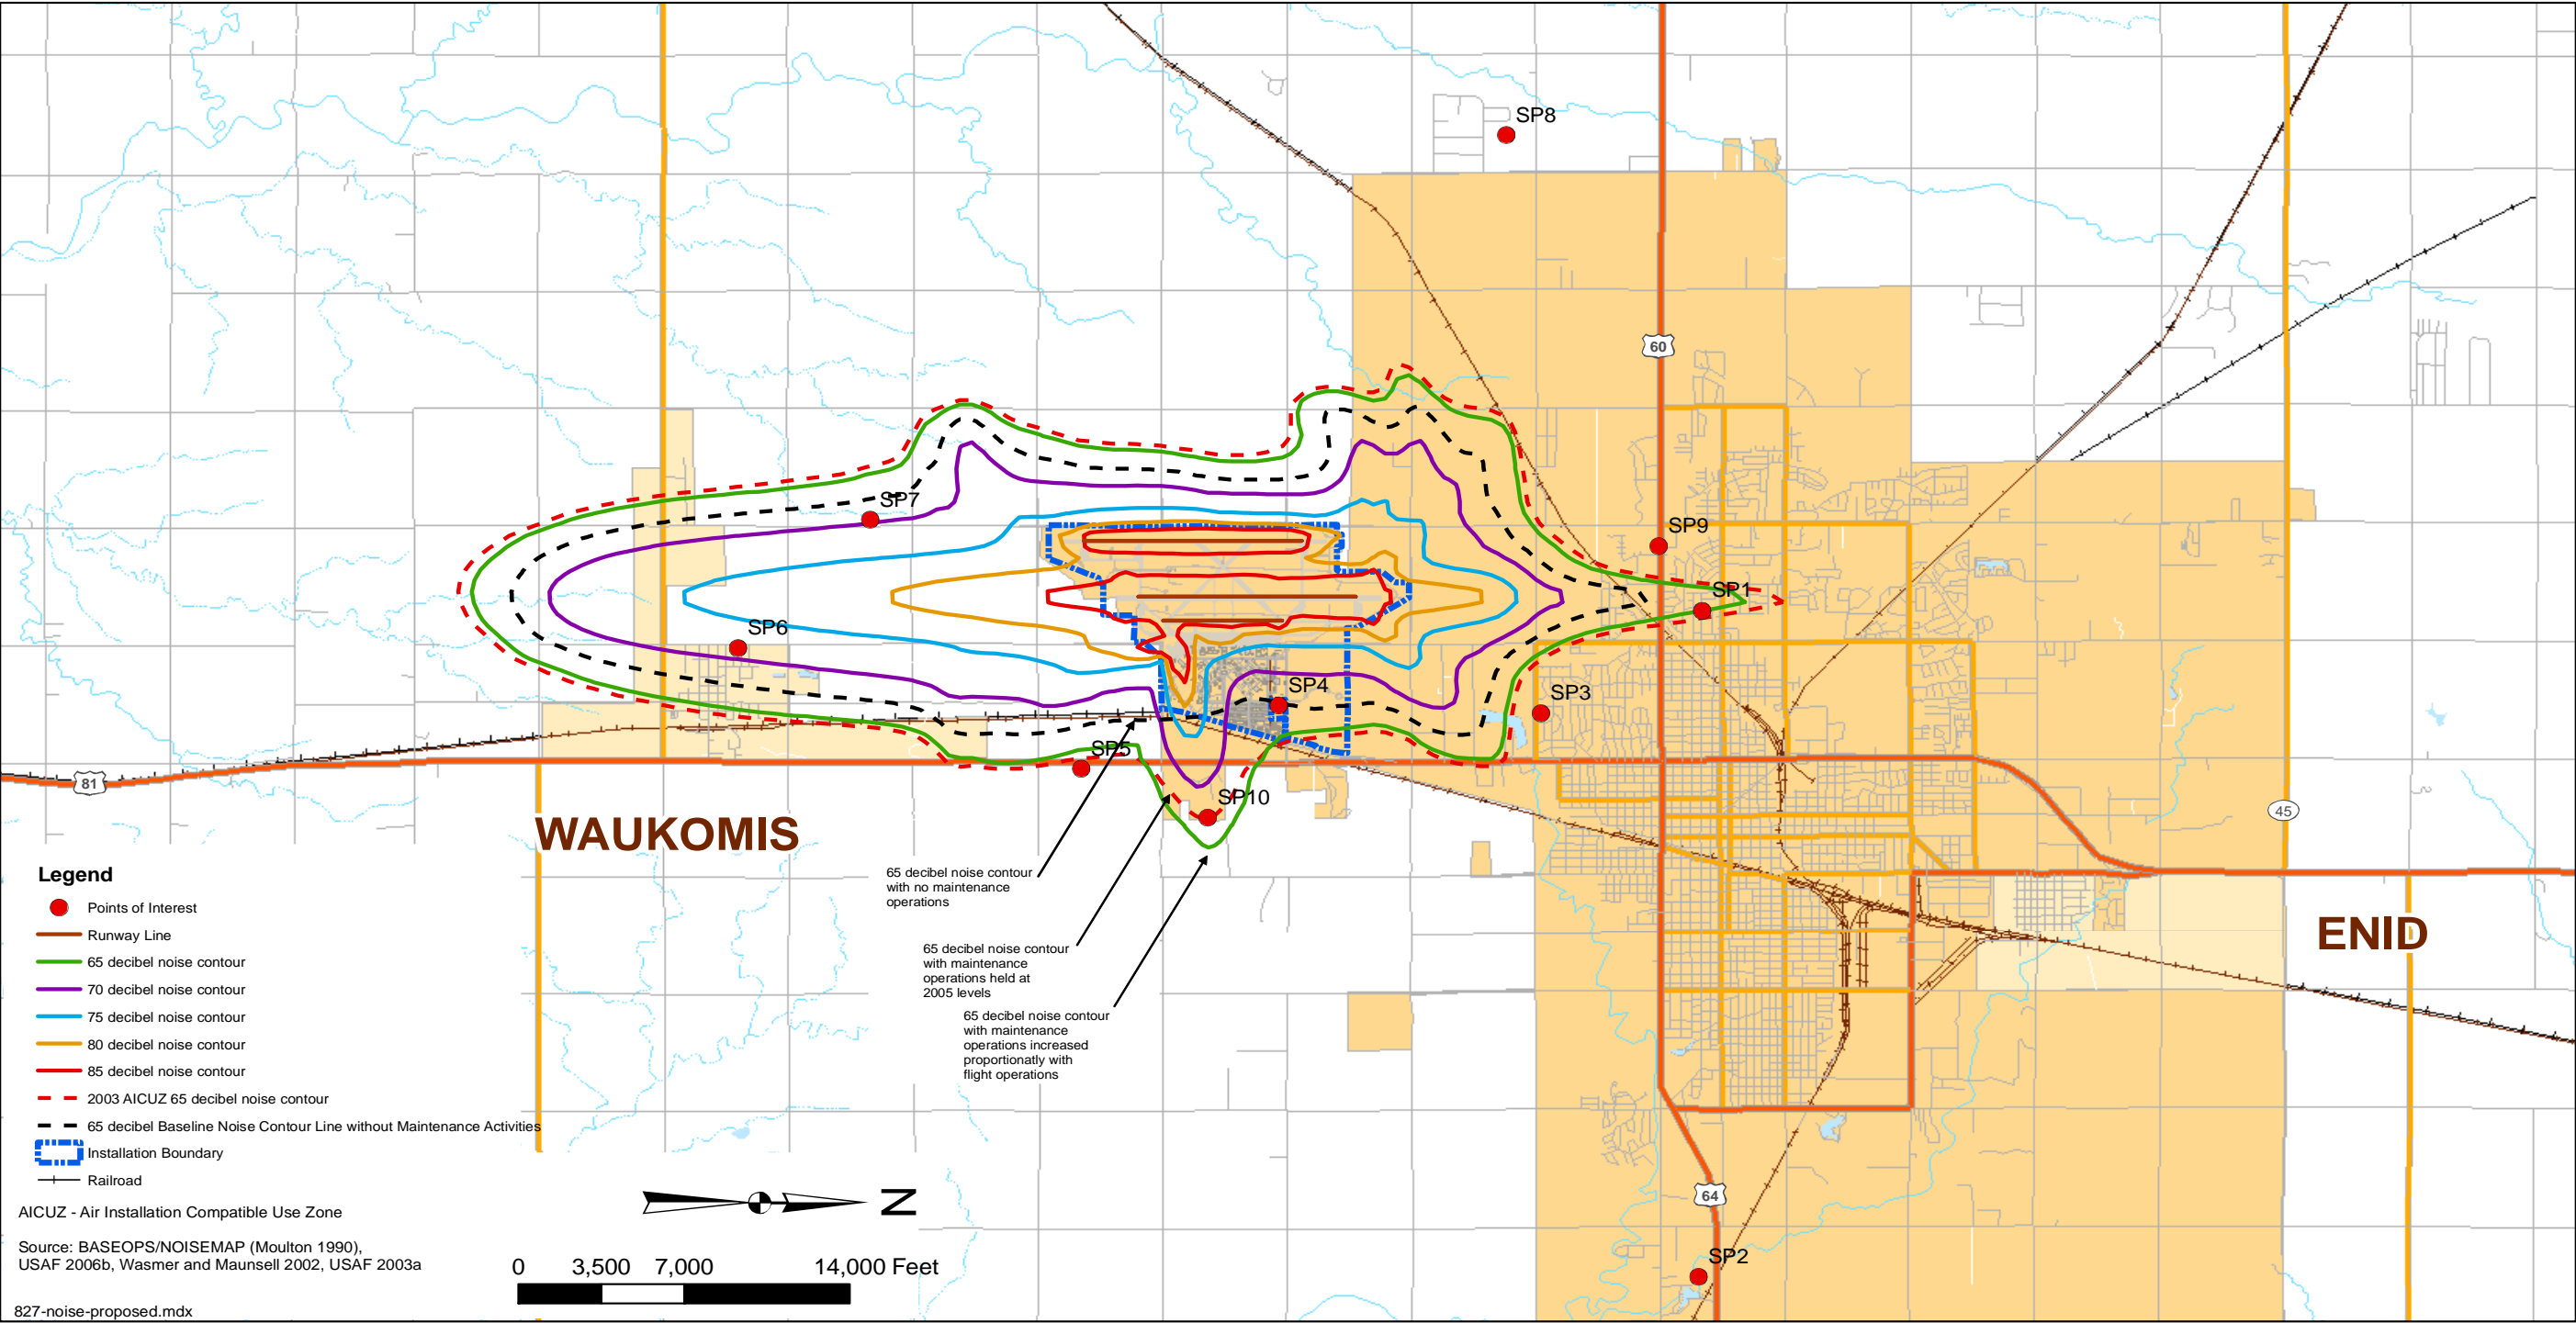 SP8
60
SP7
SP9
SP1
SP6
SP4
SP3
SP5
81
SP10
45
WAUKOMIS
ENID
65 decibel noise contour
with no maintenance
operations
65 decibel noise contour
with maintenance
operations held at
2005 levels
65 decibel noise contour
with maintenance
operations increased
proportionatly with
flight operations
Legend
Points of Interest
Runway Line
65 decibel noise contour
70 decibel noise contour
75 decibel noise contour
80 decibel noise contour
85 decibel noise contour
2003 AICUZ 65 decibel noise contour
65 decibel Baseline Noise Contour Line without Maintenance Activities
Installation Boundary
Railroad
AICUZ - Air Installation Compatible Use Zone
Source: BASEOPS/NOISEMAP (Moulton 1990),
USAF 2006b, Wasmer and Maunsell 2002, USAF 2003a
827-noise-proposed.mdx
N
0 3,500 7,000 14,000 Feet
64
SP2